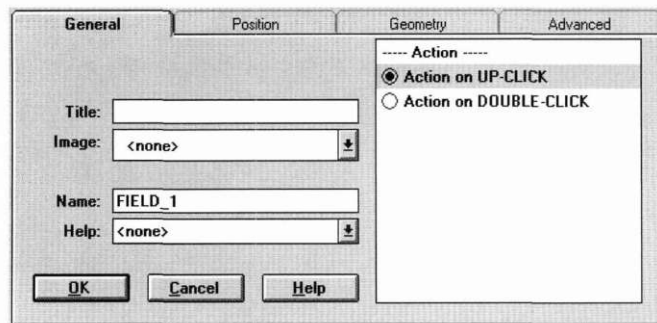 General Position Geometry Advanced
----- Action -----
Action on UP-CLICK
Action on DOUBLE-CLICK
Title:
Image: <none>
Name: FIELD_1
Help: <none>
OK Cancel Help